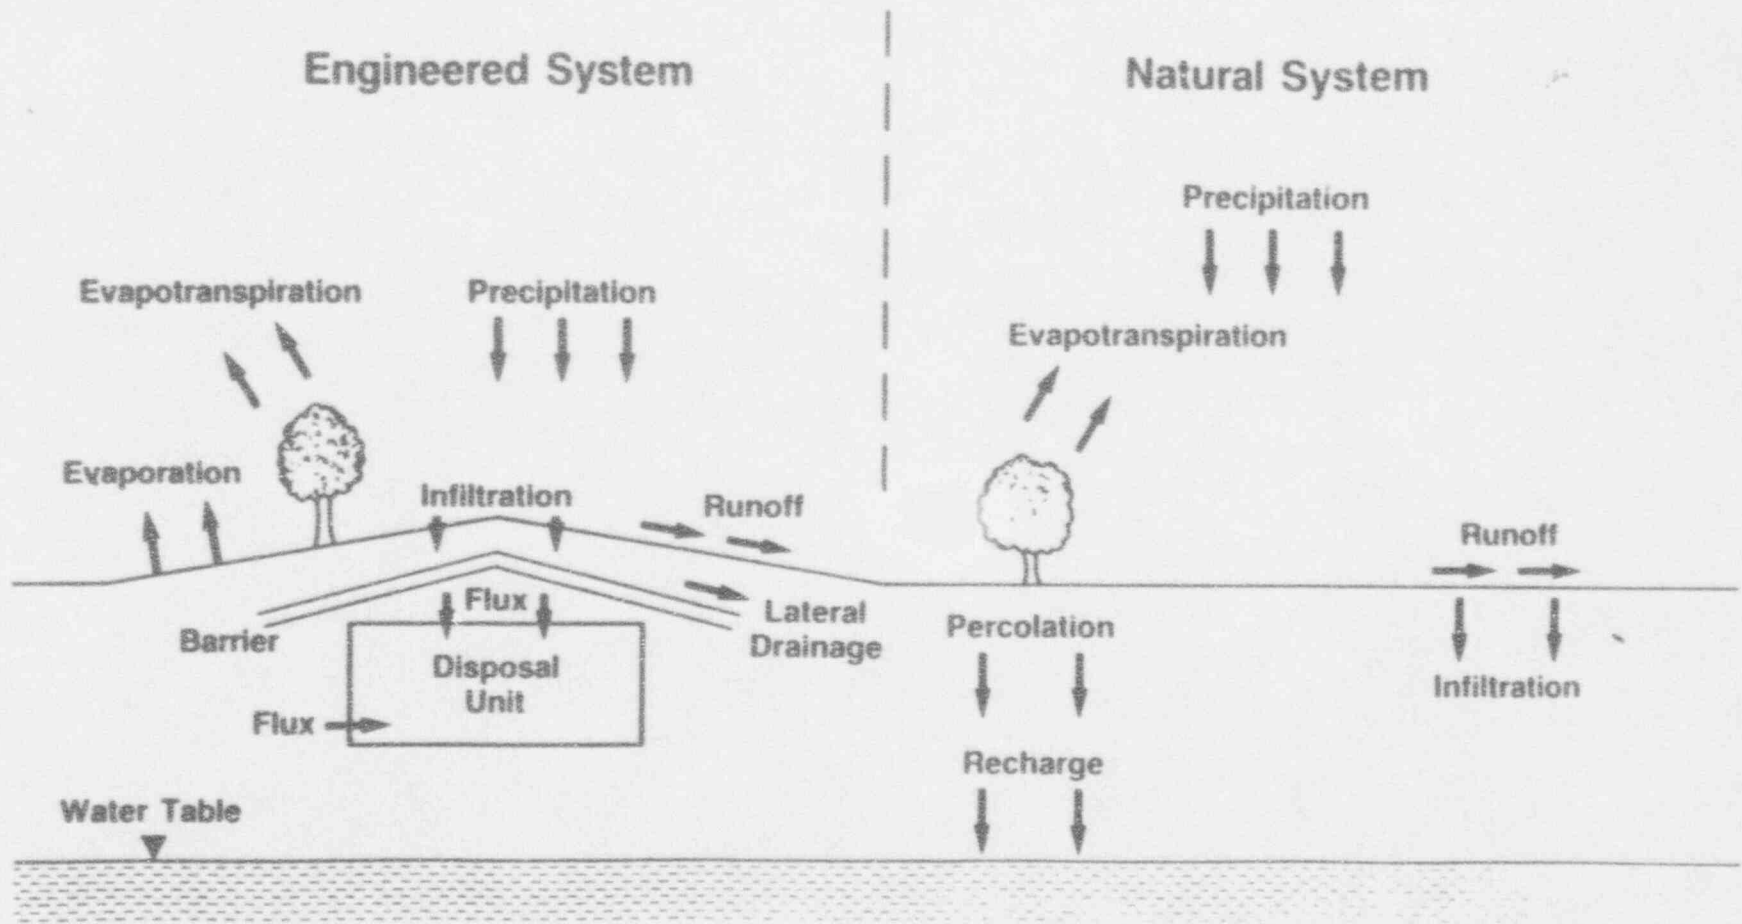 Engineered System
Natural System
Precipitation
Evapotranspiration
Precipitation
Evapotranspiration
Evaporation
Infiltration
Runoff
Runoff
Flux
Lateral
Drainage
Barrier
Percolation
Disposal
Unit
Infiltration
Flux
Recharge
Water Table